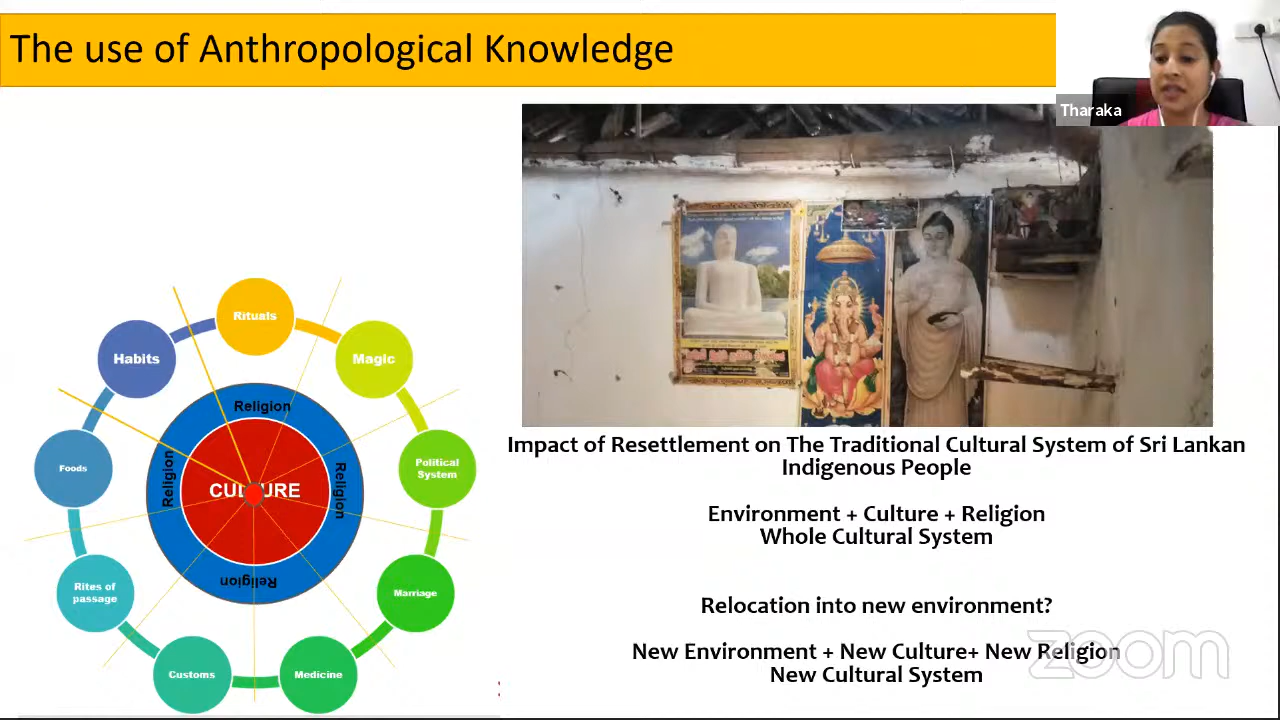 The use of Anthropological Knowledge
Tharaka
Rituals
Habits
Magic
Religion
Foods
Religion
CULTURE
Religion
Political
System
Religion
Rites of
passage
Marriage
Customs
Medicine
Impact of Resettlement on The Traditional Cultural System of Sri Lankan
Indigenous People
Environment + Culture + Religion
Whole Cultural System
Relocation into new environment?
New Environment + New Culture+ New Religion
New Cultural System
zoom